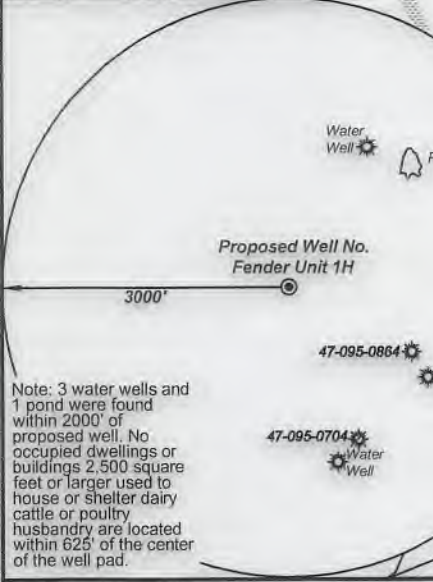 Water
Well
Proposed Well No.
Fender Unit 1H
3000'
47-095-0864
Note: 3 water wells and
1 pond were found
within 2000' of
proposed well. No
occupied dwellings or
buildings 2,500 square
feet or larger used to
house or shelter dairy
cattle or poultry
husbandry are located
within 625' of the center
of the well pad.
47-095-0704
Water
Well